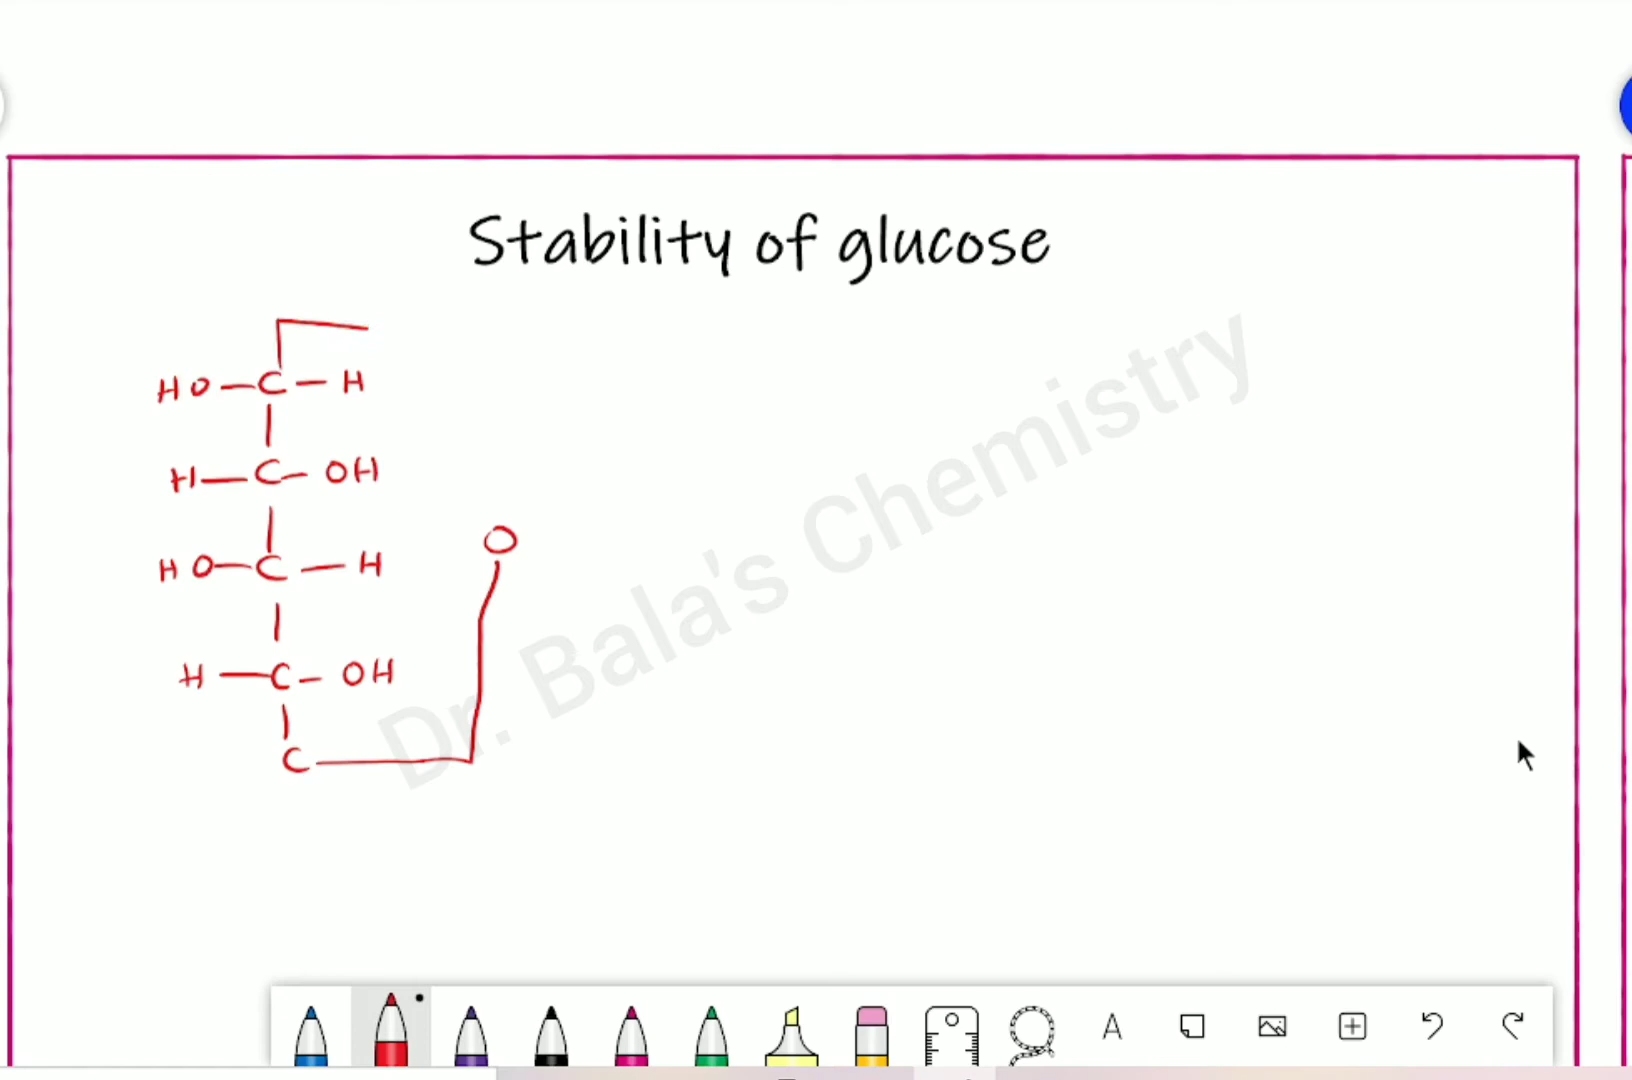 Stability of glucose
HO-C-H
H-C-OH
HO-C-H
H-C-OH
C
O
Dr. Bala's Chemistry
A